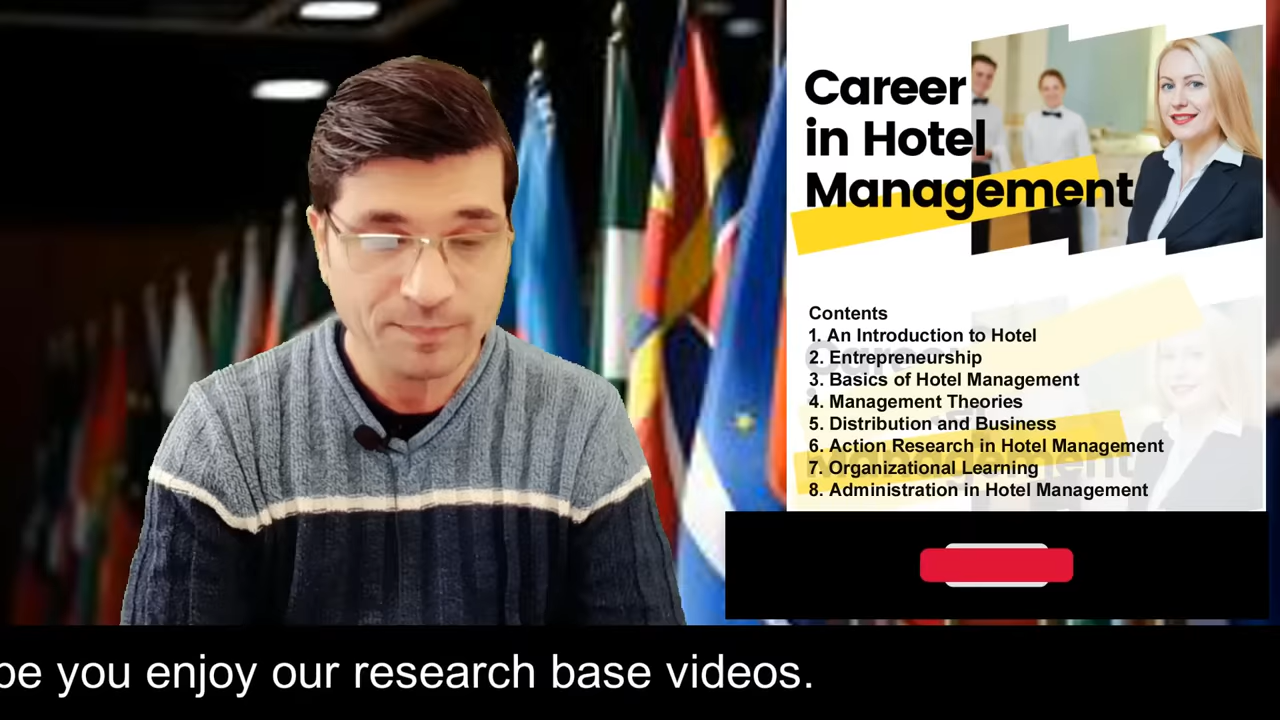 Career
in Hotel
Management
Contents
1. An Introduction to Hotel
2. Entrepreneurship
3. Basics of Hotel Management
4. Management Theories
5. Distribution and Business
6. Action Research in Hotel Management
7. Organizational Learning
8. Administration in Hotel Management
be you enjoy our research base videos.